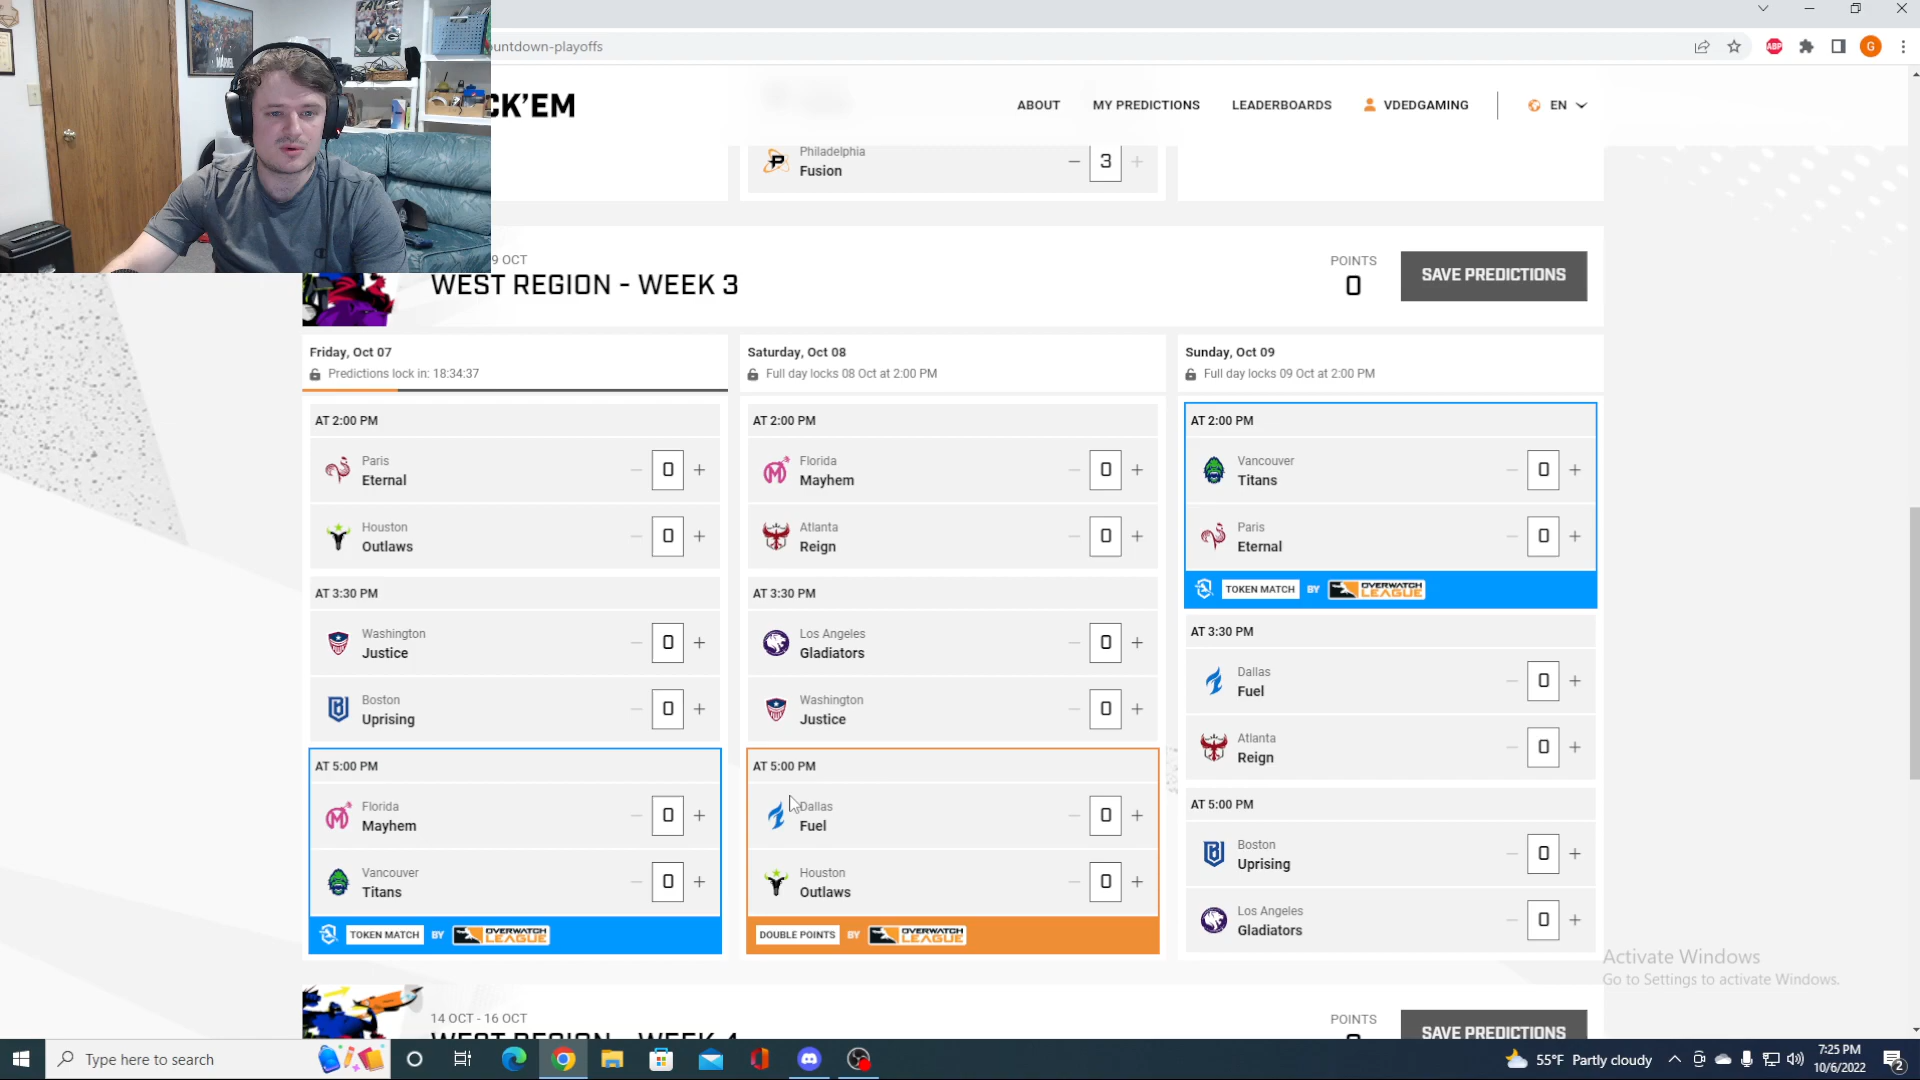 ountdown-playoffs
ABP
G
CK'EM
ABOUT
MY PREDICTIONS
LEADERBOARDS
VDEDGAMING
EN
Philadelphia
Fusion
3
9 OCT
WEST REGION - WEEK 3
POINTS
0
SAVE PREDICTIONS
Friday, Oct 07
Predictions lock in: 18:34:37
AT 2:00 PM
Paris
Eternal
0
Houston
Outlaws
0
AT 3:30 PM
Washington
Justice
0
Boston
Uprising
0
AT 5:00 PM
Florida
Mayhem
0
Vancouver
Titans
0
TOKEN MATCH BY OVERWATCH LEAGUE
Saturday, Oct 08
Full day locks 08 Oct at 2:00 PM
AT 2:00 PM
Florida
Mayhem
0
Atlanta
Reign
0
AT 3:30 PM
Los Angeles
Gladiators
0
Washington
Justice
0
AT 5:00 PM
Dallas
Fuel
0
Houston
Outlaws
0
DOUBLE POINTS BY OVERWATCH LEAGUE
Sunday, Oct 09
Full day locks 09 Oct at 2:00 PM
AT 2:00 PM
Vancouver
Titans
0
Paris
Eternal
0
TOKEN MATCH BY OVERWATCH LEAGUE
AT 3:30 PM
Dallas
Fuel
0
Atlanta
Reign
0
AT 5:00 PM
Boston
Uprising
0
Los Angeles
Gladiators
0
Activate Windows
Go to Settings to activate Windows.
14 OCT - 16 OCT
WEST REGION - WEEK 4
POINTS
SAVE PREDICTIONS
Type here to search
55°F Partly cloudy
7:25 PM
10/6/2022
2